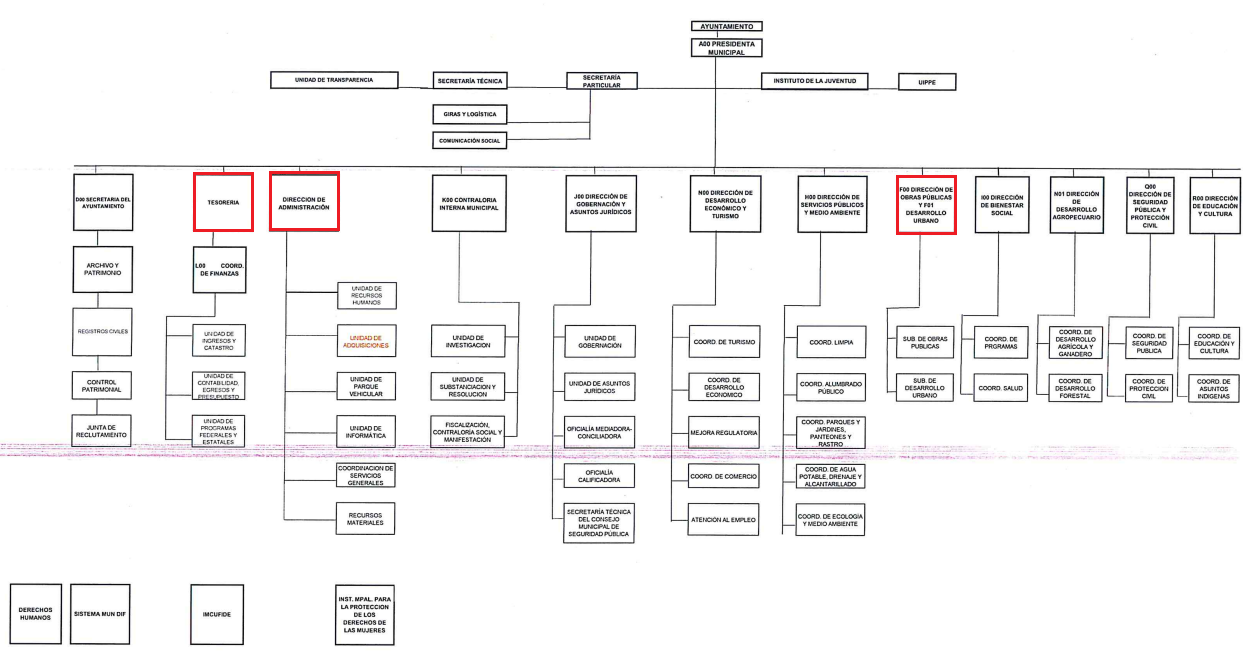 AYUNTAMIENTO
A00 PRESIDENTA
MUNICIPAL
UNIDAD DE TRANSPARENCIA
SECRETARÍA TÉCNICA
SECRETARÍA
PARTICULAR
INSTITUTO DE LA JUVENTUD
UIPPE
GIRAS Y LOGÍSTICA
COMUNICACIÓN SOCIAL
D00 SECRETARIA DEL
AYUNTAMIENTO
TESORERIA
DIRECCION DE
ADMINISTRACIÓN
K00 CONTRALORIA
INTERNA MUNICIPAL
J00 DIRECCIÓN DE
GOBERNACIÓN Y
ASUNTOS JURÍDICOS
N00 DIRECCIÓN DE
DESARROLLO
ECONÓMICO Y
TURISMO
H00 DIRECCIÓN DE
SERVICIOS PÚBLICOS
Y MEDIO AMBIENTE
F00 DIRECCIÓN DE
OBRAS PÚBLICAS
Y F01
DESARROLLO
URBANO
I00 DIRECCIÓN
DE BIENESTAR
SOCIAL
N01 DIRECCIÓN
DE
DESARROLLO
AGROPECUARIO
Q00
DIRECCIÓN DE
SEGURIDAD
PÚBLICA Y
PROTECCIÓN
CIVIL
R00 DIRECCIÓN
DE EDUCACIÓN
Y CULTURA
ARCHIVO Y
PATRIMONIO
REGISTROS CIVILES
CONTROL
PATRIMONIAL
JUNTA DE
RECLUTAMIENTO
L00 COORD.
DE FINANZAS
UNIDAD DE
INGRESOS Y
CATASTRO
UNIDAD DE
CONTABILIDAD,
EGRESOS Y
PRESUPUESTO
UNIDAD DE
PROGRAMAS
FEDERALES Y
ESTATALES
UNIDAD DE
RECURSOS
HUMANOS
UNIDAD DE
ADQUISICIONES
UNIDAD DE
PARQUE
VEHICULAR
UNIDAD DE
INFORMÁTICA
COORDINACION DE
SERVICIOS
GENERALES
RECURSOS
MATERIALES
UNIDAD DE
INVESTIGACION
UNIDAD DE
SUBSTANCIACION Y
RESOLUCION
FISCALIZACIÓN,
CONTRALORÍA SOCIAL Y
MANIFESTACIÓN
UNIDAD DE
GOBERNACIÓN
UNIDAD DE ASUNTOS
JURÍDICOS
OFICIALÍA MEDIADORA-
CONCILIADORA
OFICIALÍA
CALIFICADORA
SECRETARÍA TÉCNICA
DEL CONSEJO
MUNICIPAL DE
SEGURIDAD PÚBLICA
COORD. DE TURISMO
COORD. DE
DESARROLLO
ECONOMICO
MEJORA REGULATORIA
COORD. DE COMERCIO
ATENCIÓN AL EMPLEO
COORD. LIMPIA
COORD. ALUMBRADO
PÚBLICO
COORD. PARQUES Y
JARDINES,
PANTEONES Y
RASTRO
COORD. DE AGUA
POTABLE, DRENAJE Y
ALCANTARILLADO
COORD. DE ECOLOGÍA
Y MEDIO AMBIENTE
SUB. DE OBRAS
PUBLICAS
SUB. DE
DESARROLLO
URBANO
COORD. DE
PRGRAMAS
COORD. SALUD
COORD. DE
DESARROLLO
AGRÍCOLA Y
GANADERO
COORD. DE
DESARROLLO
FORESTAL
COORD. DE
SEGURIDAD
PUBLICA
COORD. DE
PROTECCION
CIVIL
COORD. DE
EDUCACIÓN Y
CULTURA
COORD. DE
ASUNTOS
INDIGENAS
DERECHOS
HUMANOS
SISTEMA MUN DIF
IMCUFIDE
INST. MPAL. PARA
LA PROTECCION
DE LOS
DERECHOS DE
LAS MUJERES